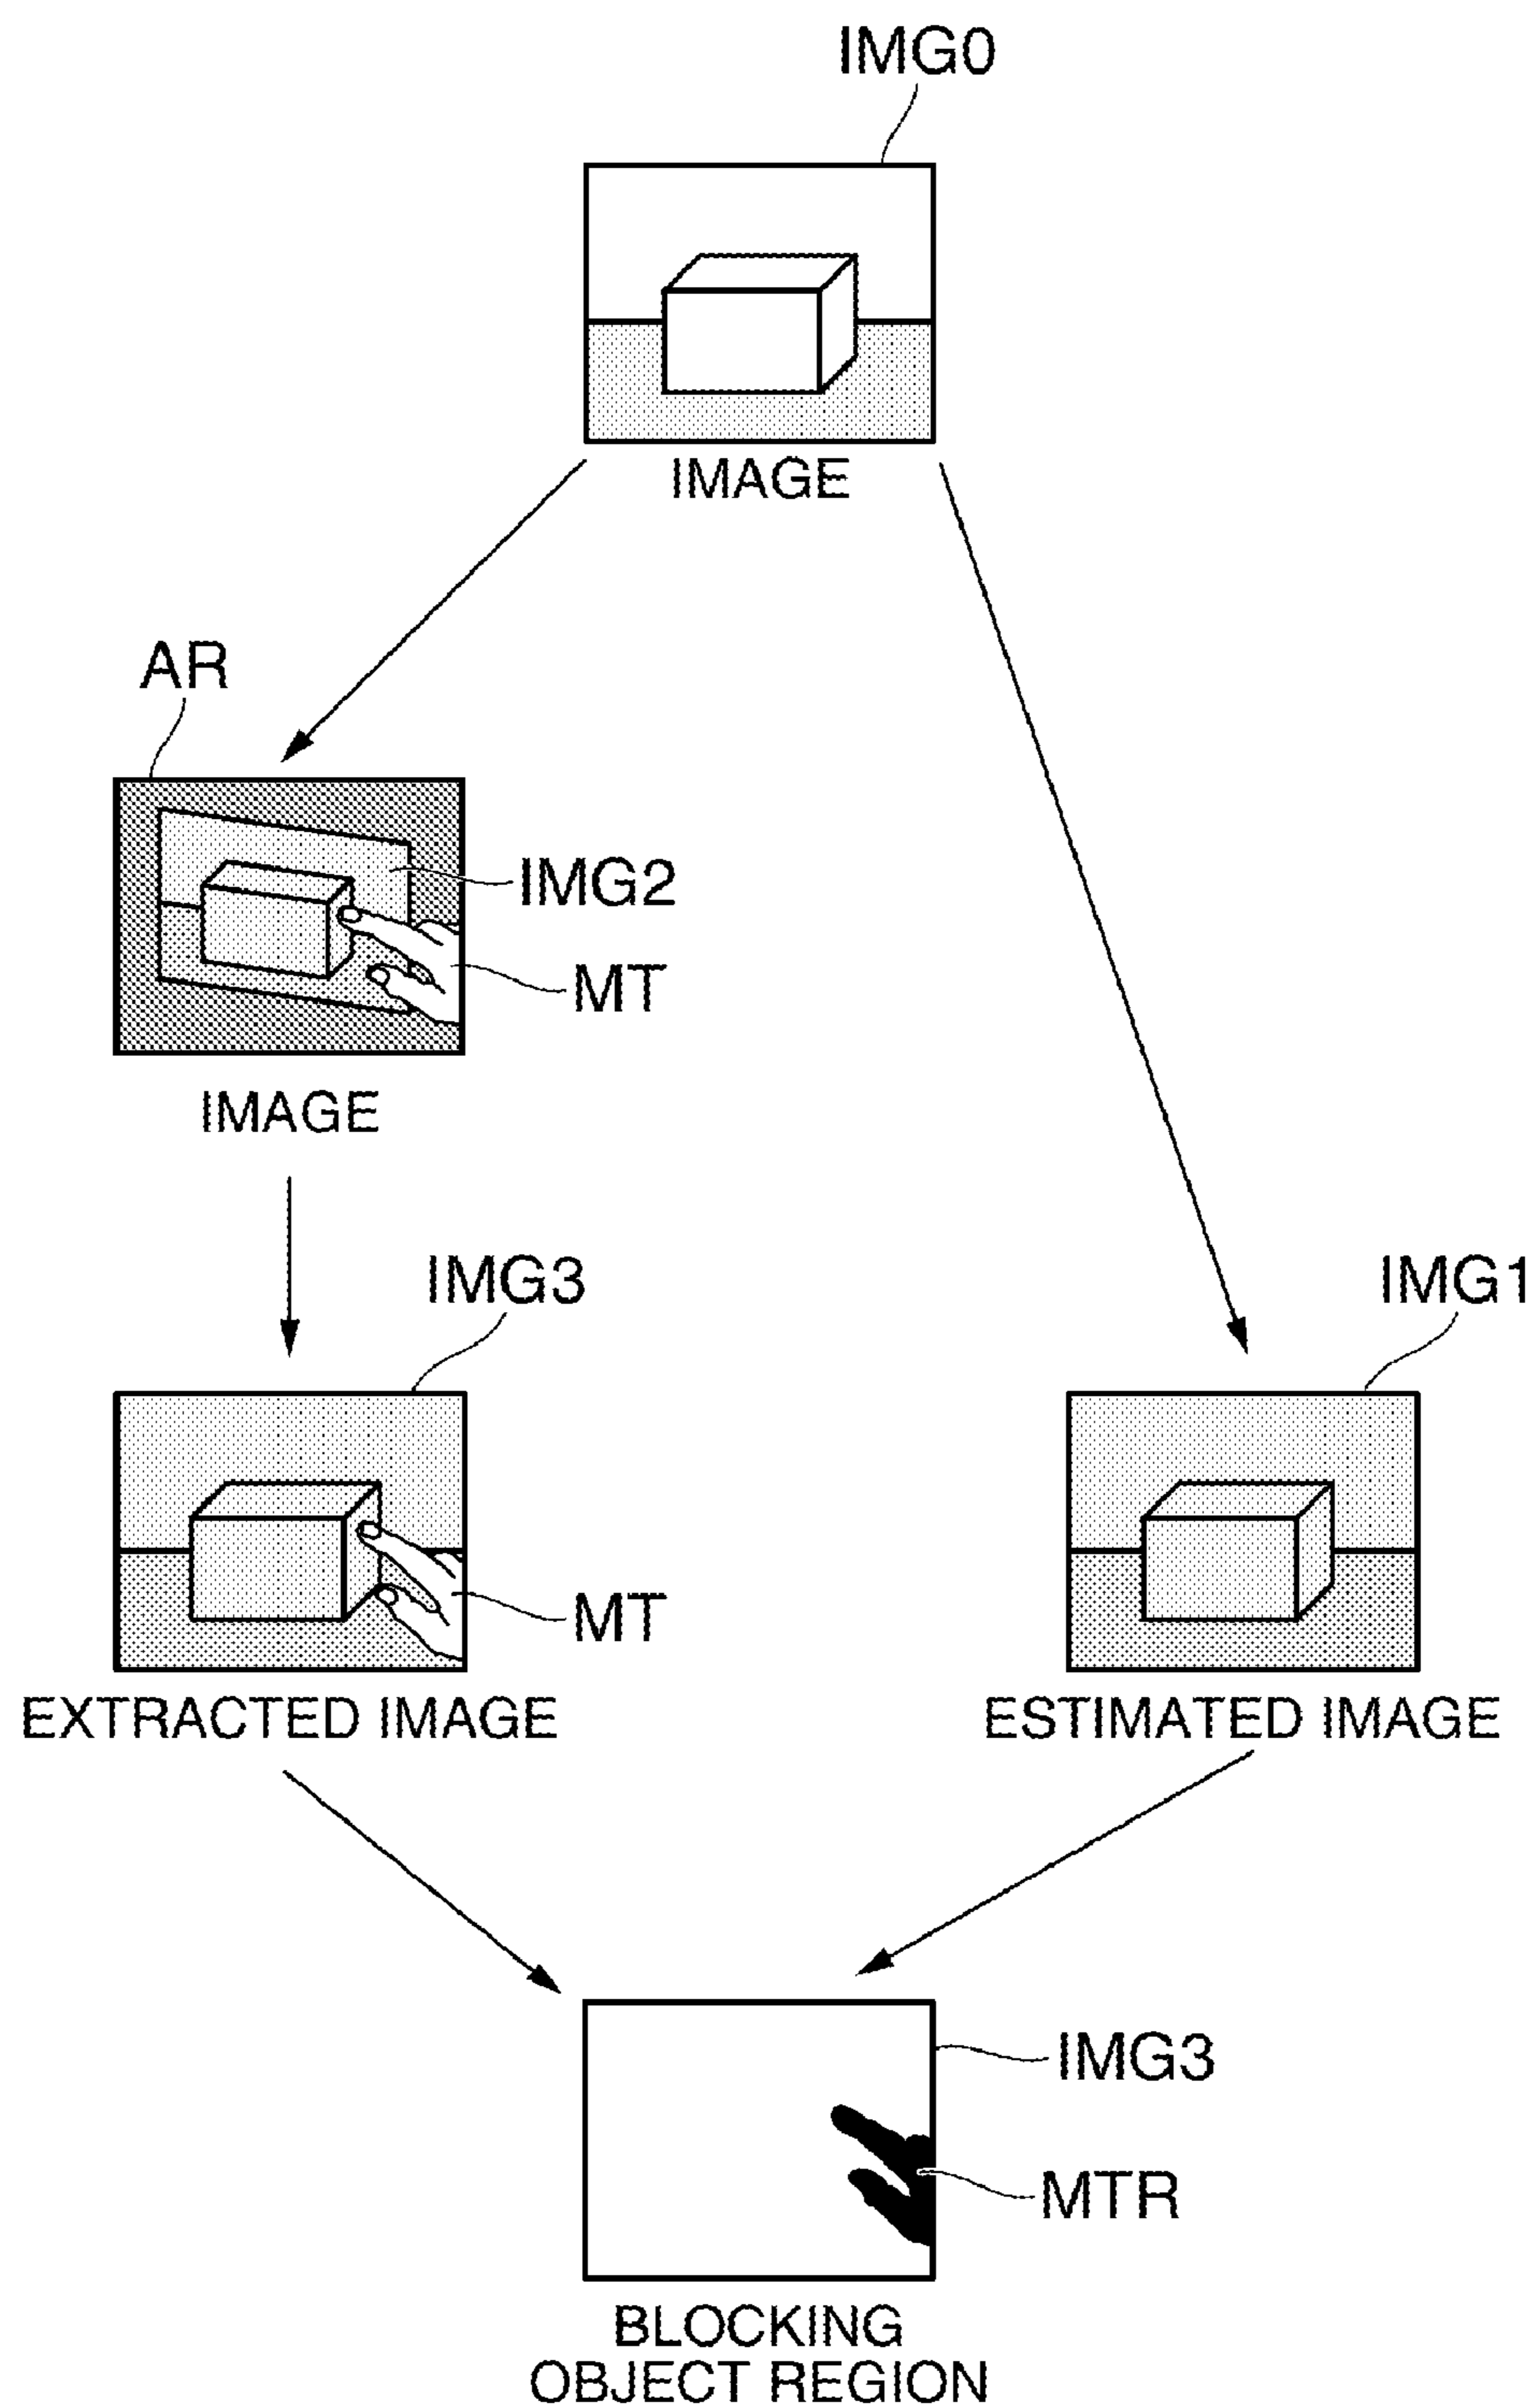 IMG0
IMAGE
AR
IMG2
MT
IMAGE
IMG3
IMG1
MT
EXTRACTED IMAGE
ESTIMATED IMAGE
IMG3
MTR
BLOCKING
OBJECT REGION